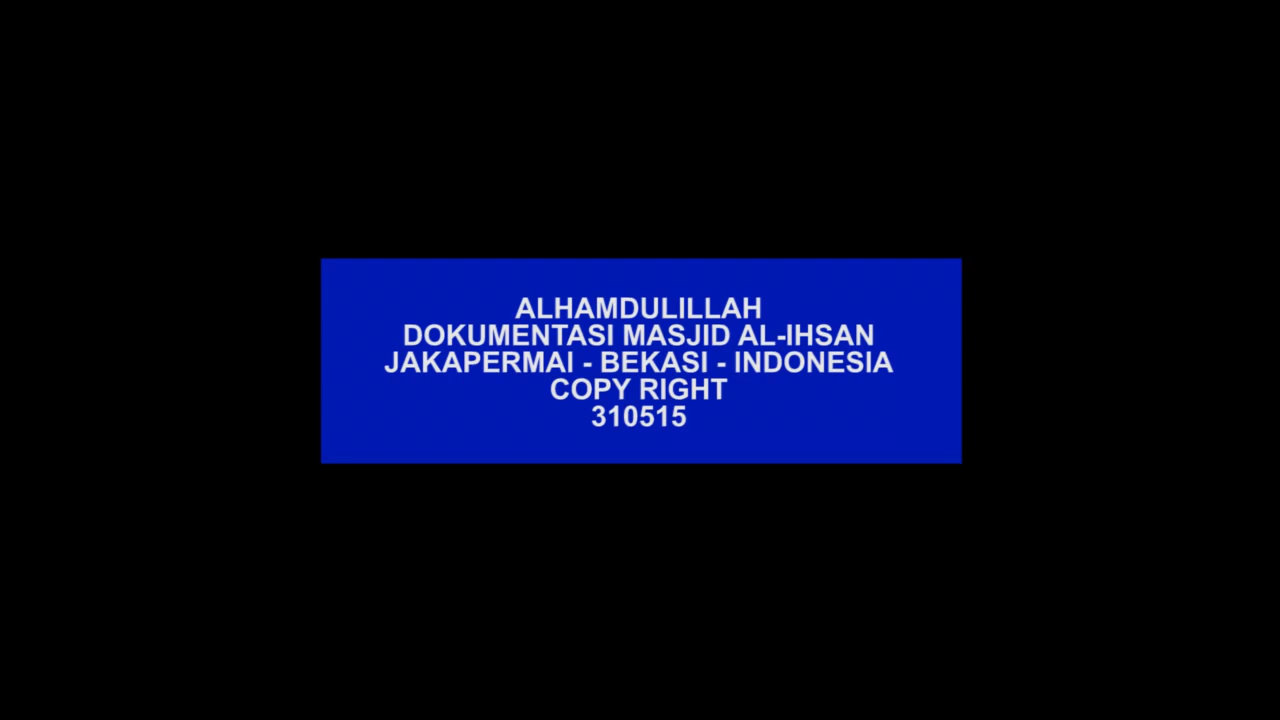 ALHAMDULILLAH
DOKUMENTASI MASJID AL-IHSAN
JAKAPERMAI - BEKASI - INDONESIA
COPY RIGHT
310515